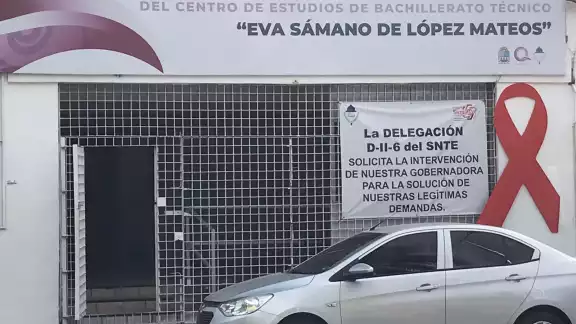 DEL CENTRO DE ESTUDIOS DE BACHILLERATO TÉCNICO
“EVA SÁMANO DE LÓPEZ MATEOS”
La DELEGACIÓN
D-II-6 del SNTE
SOLICITA LA INTERVENCIÓN
DE NUESTRA GOBERNADORA
PARA LA SOLUCIÓN DE
NUESTRAS LEGÍTIMAS
DEMANDAS.